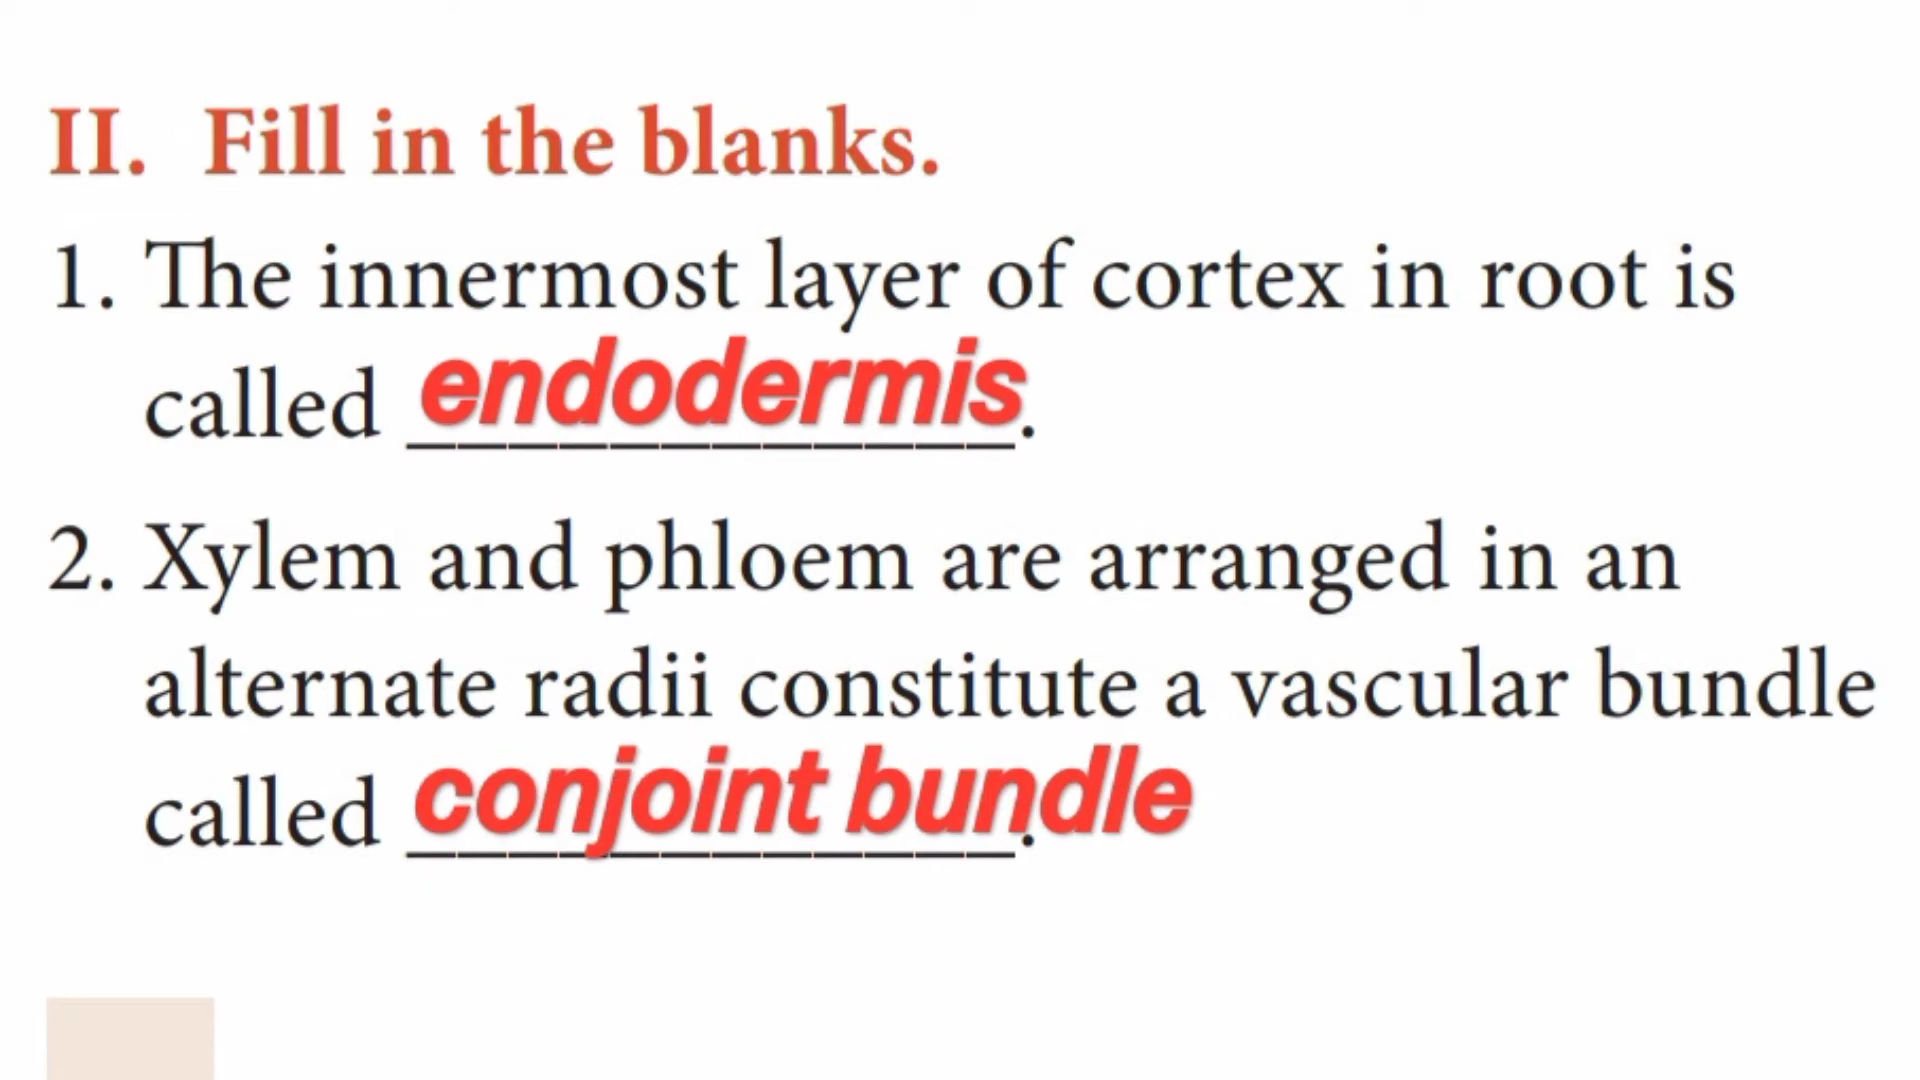 II. Fill in the blanks.
1. The innermost layer of cortex in root is
called endodermis.
2. Xylem and phloem are arranged in an
alternate radii constitute a vascular bundle
called conjoint bundle.